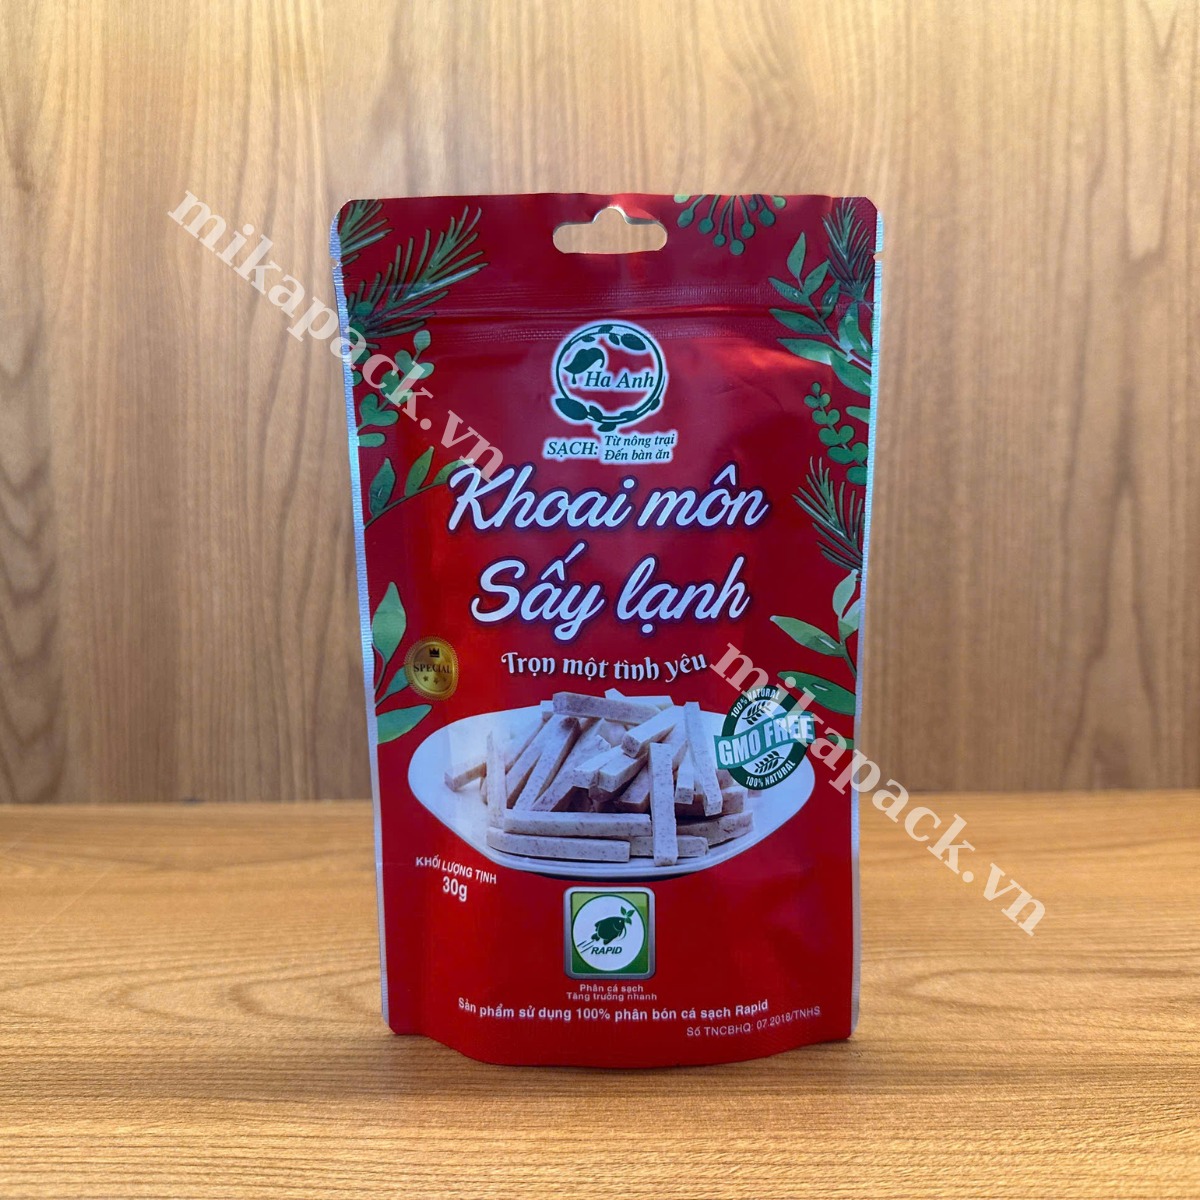 mikapack.vn
Ha Anh
SẠCH: Từ nông trại
Đến bàn ăn
Khoai môn
Sấy lạnh
Trọn một tình yêu
SPECIAL
100% NATURAL
GMO FREE
100% NATURAL
mikapack.vn
KHỐI LƯỢNG TỊNH
30g
RAPID
Phân cá sạch
Tăng trưởng nhanh
Sản phẩm sử dụng 100% phân bón cá sạch Rapid
Số TNCBHQ: 07.2018/TNHS